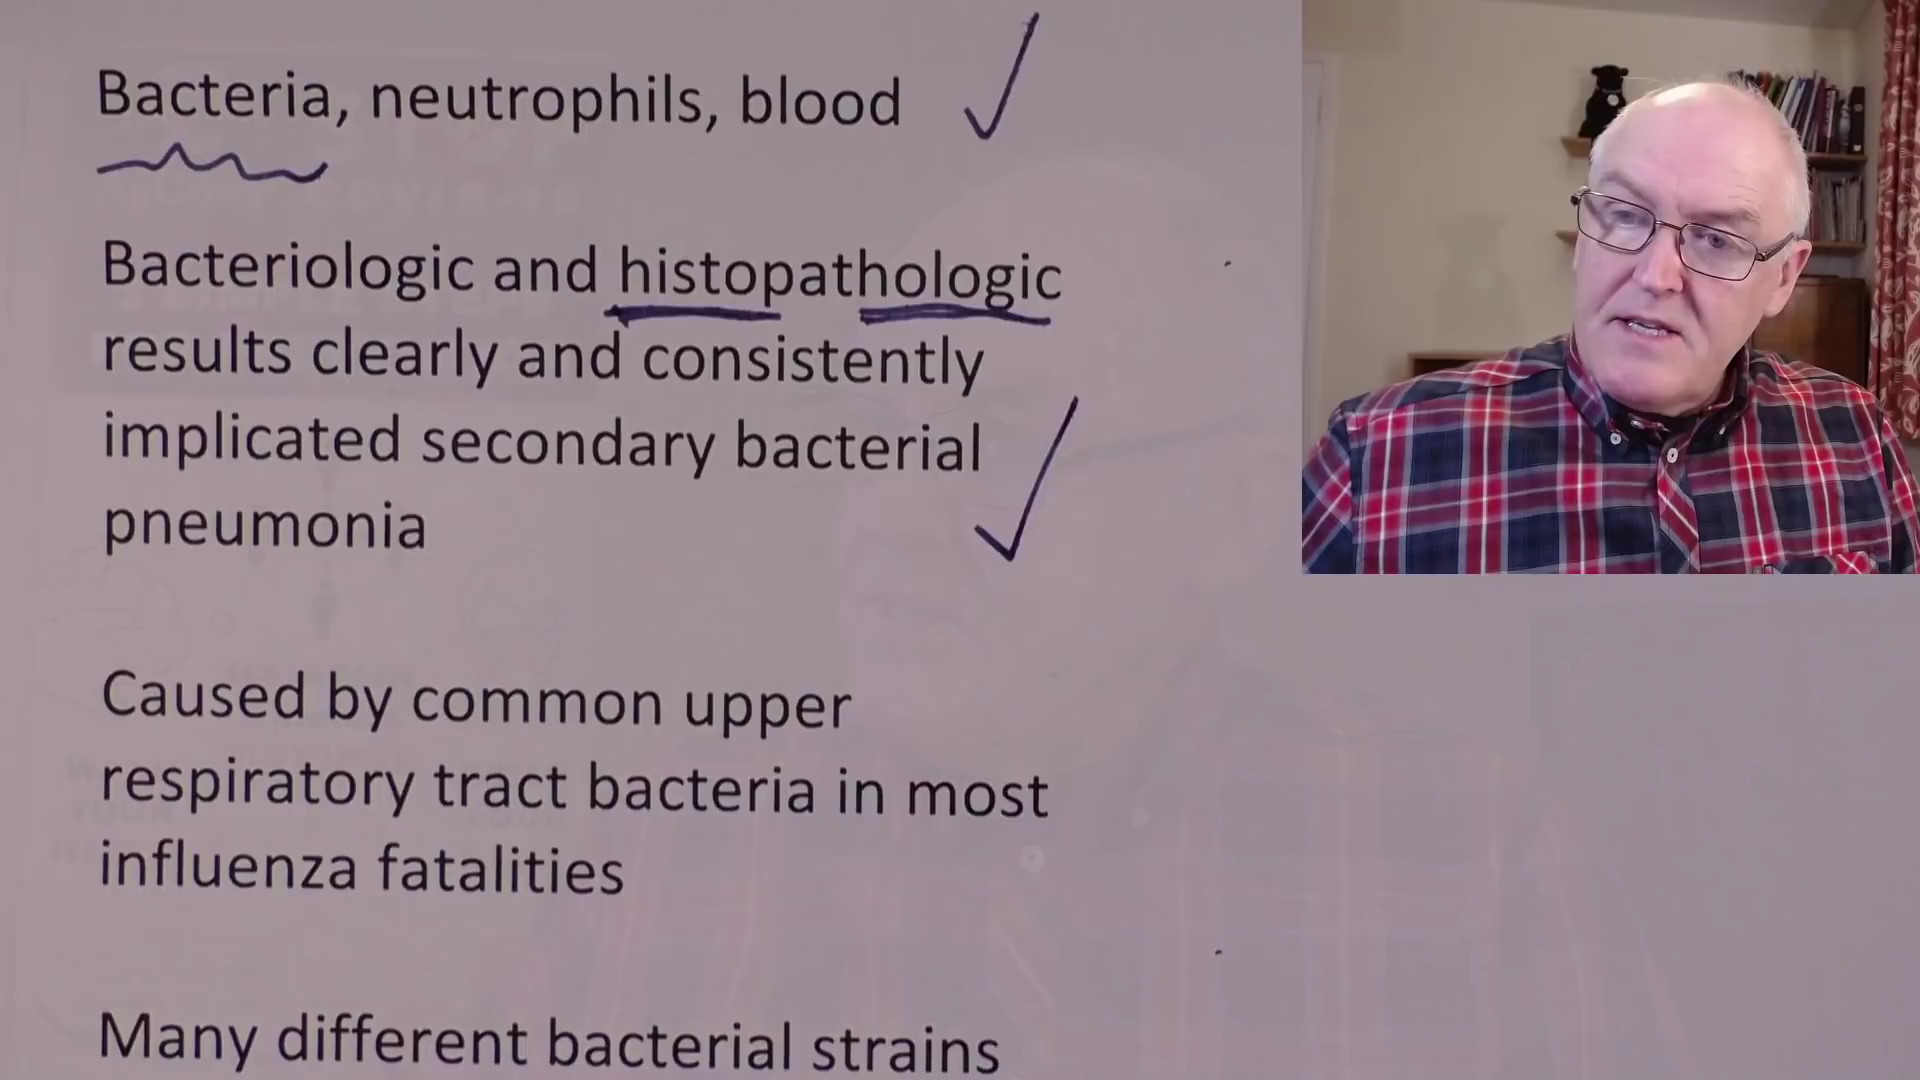 Bacteria, neutrophils, blood
Bacteriologic and histopathologic
results clearly and consistently
implicated secondary bacterial
pneumonia
Caused by common upper
respiratory tract bacteria in most
influenza fatalities
Many different bacterial strains